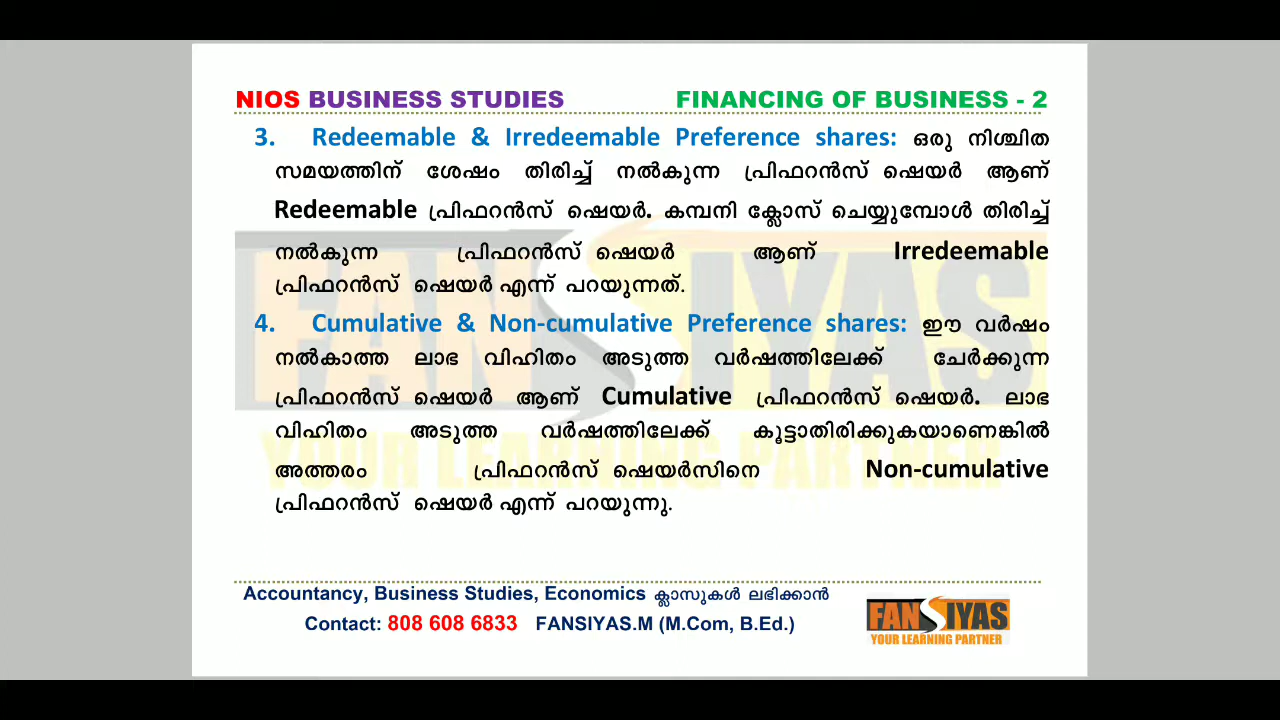 NIOS BUSINESS STUDIES FINANCING OF BUSINESS - 2
3. Redeemable & Irredeemable Preference shares: ഒരു നിശ്ചിത
സമയത്തിന് ശേഷം തിരിച്ച് നൽകുന്ന പ്രിഫറൻസ് ഷെയർ ആണ്
Redeemable പ്രിഫറൻസ് ഷെയർ. കമ്പനി ക്ലോസ് ചെയ്യുമ്പോൾ തിരിച്ച്
നൽകുന്ന പ്രിഫറൻസ് ഷെയർ ആണ് Irredeemable
പ്രിഫറൻസ് ഷെയർ എന്ന് പറയുന്നത്.
4. Cumulative & Non-cumulative Preference shares: ഈ വർഷം
നൽകാത്ത ലാഭ വിഹിതം അടുത്ത വർഷത്തിലേക്ക് ചേർക്കുന്ന
പ്രിഫറൻസ് ഷെയർ ആണ് Cumulative പ്രിഫറൻസ് ഷെയർ. ലാഭ
വിഹിതം അടുത്ത വർഷത്തിലേക്ക് കൂട്ടാതിരിക്കുകയാണെങ്കിൽ
അത്തരം പ്രിഫറൻസ് ഷെയർസിനെ Non-cumulative
പ്രിഫറൻസ് ഷെയർ എന്ന് പറയുന്നു.
FANSIYAS
YOUR LEARNING PARTNER
Accountancy, Business Studies, Economics ക്ലാസുകൾ ലഭിക്കാൻ
Contact: 808 608 6833 FANSIYAS.M (M.Com, B.Ed.)
FANSIYAS
YOUR LEARNING PARTNER